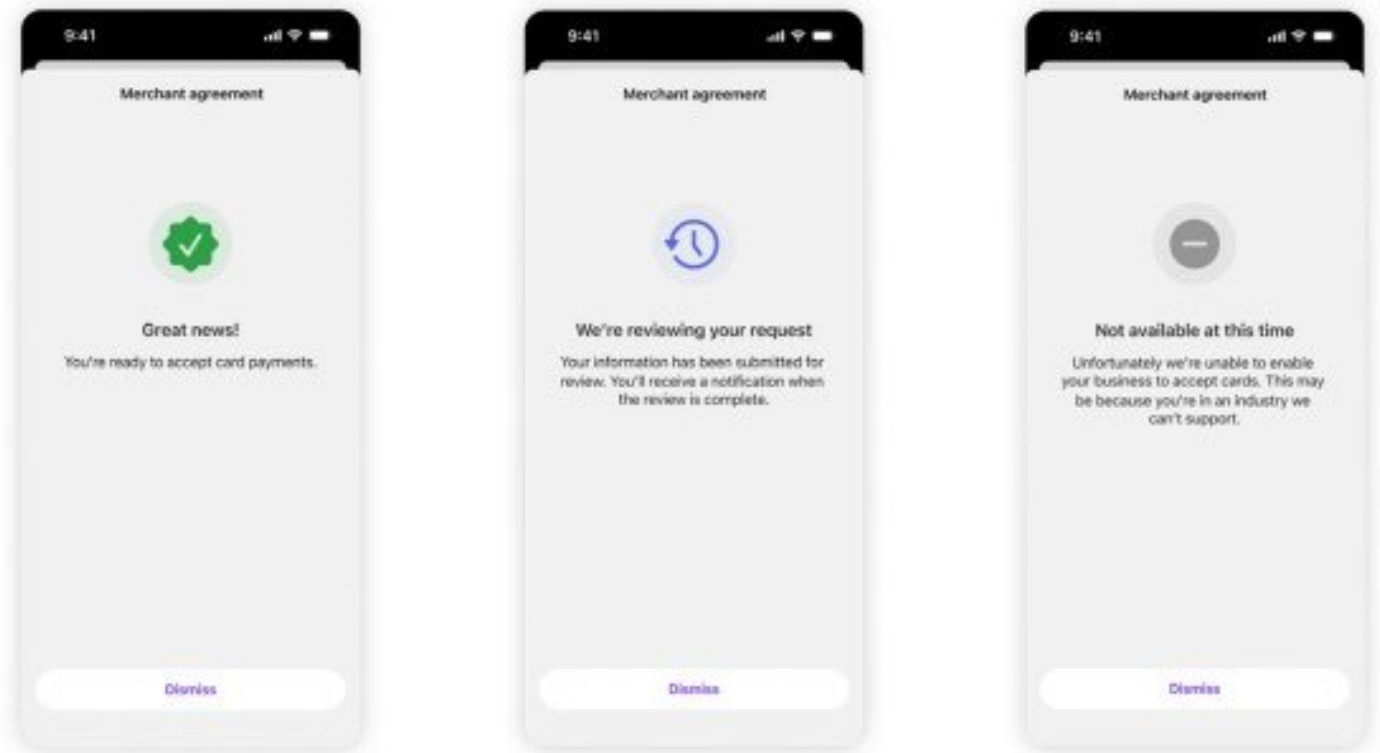 9:41
Merchant agreement
Great news!
You're ready to accept card payments.
Dismiss
9:41
Merchant agreement
We're reviewing your request
Your information has been submitted for
review. You'll receive a notification when
the review is complete.
Dismiss
9:41
Merchant agreement
Not available at this time
Unfortunately we're unable to enable
your business to accept cards. This may
be because you're in an industry we
can't support.
Dismiss